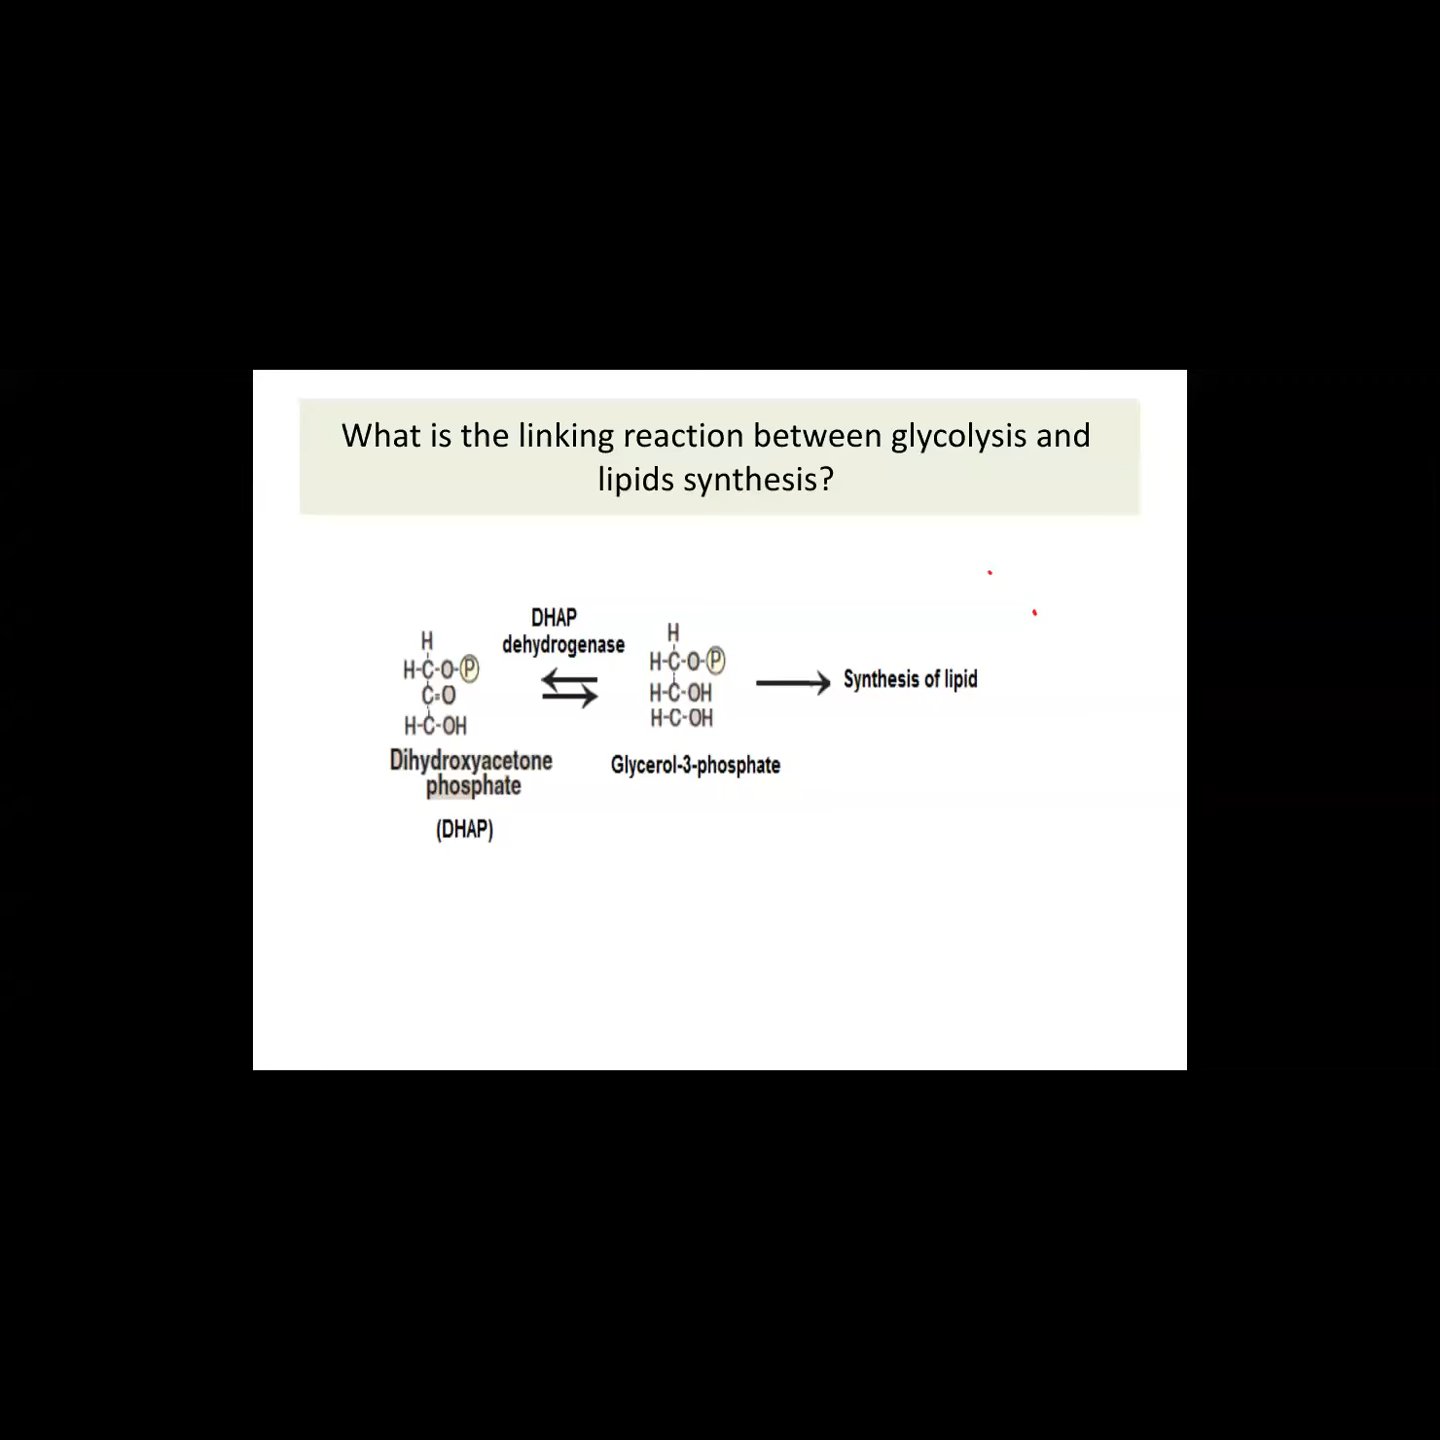 What is the linking reaction between glycolysis and
lipids synthesis?
DHAP
dehydrogenase
H
H-C-O-P
C=O
H-C-OH
Dihydroxyacetone
phosphate
(DHAP)
H
H-C-O-P
H-C-OH
H-C-OH
Glycerol-3-phosphate
Synthesis of lipid